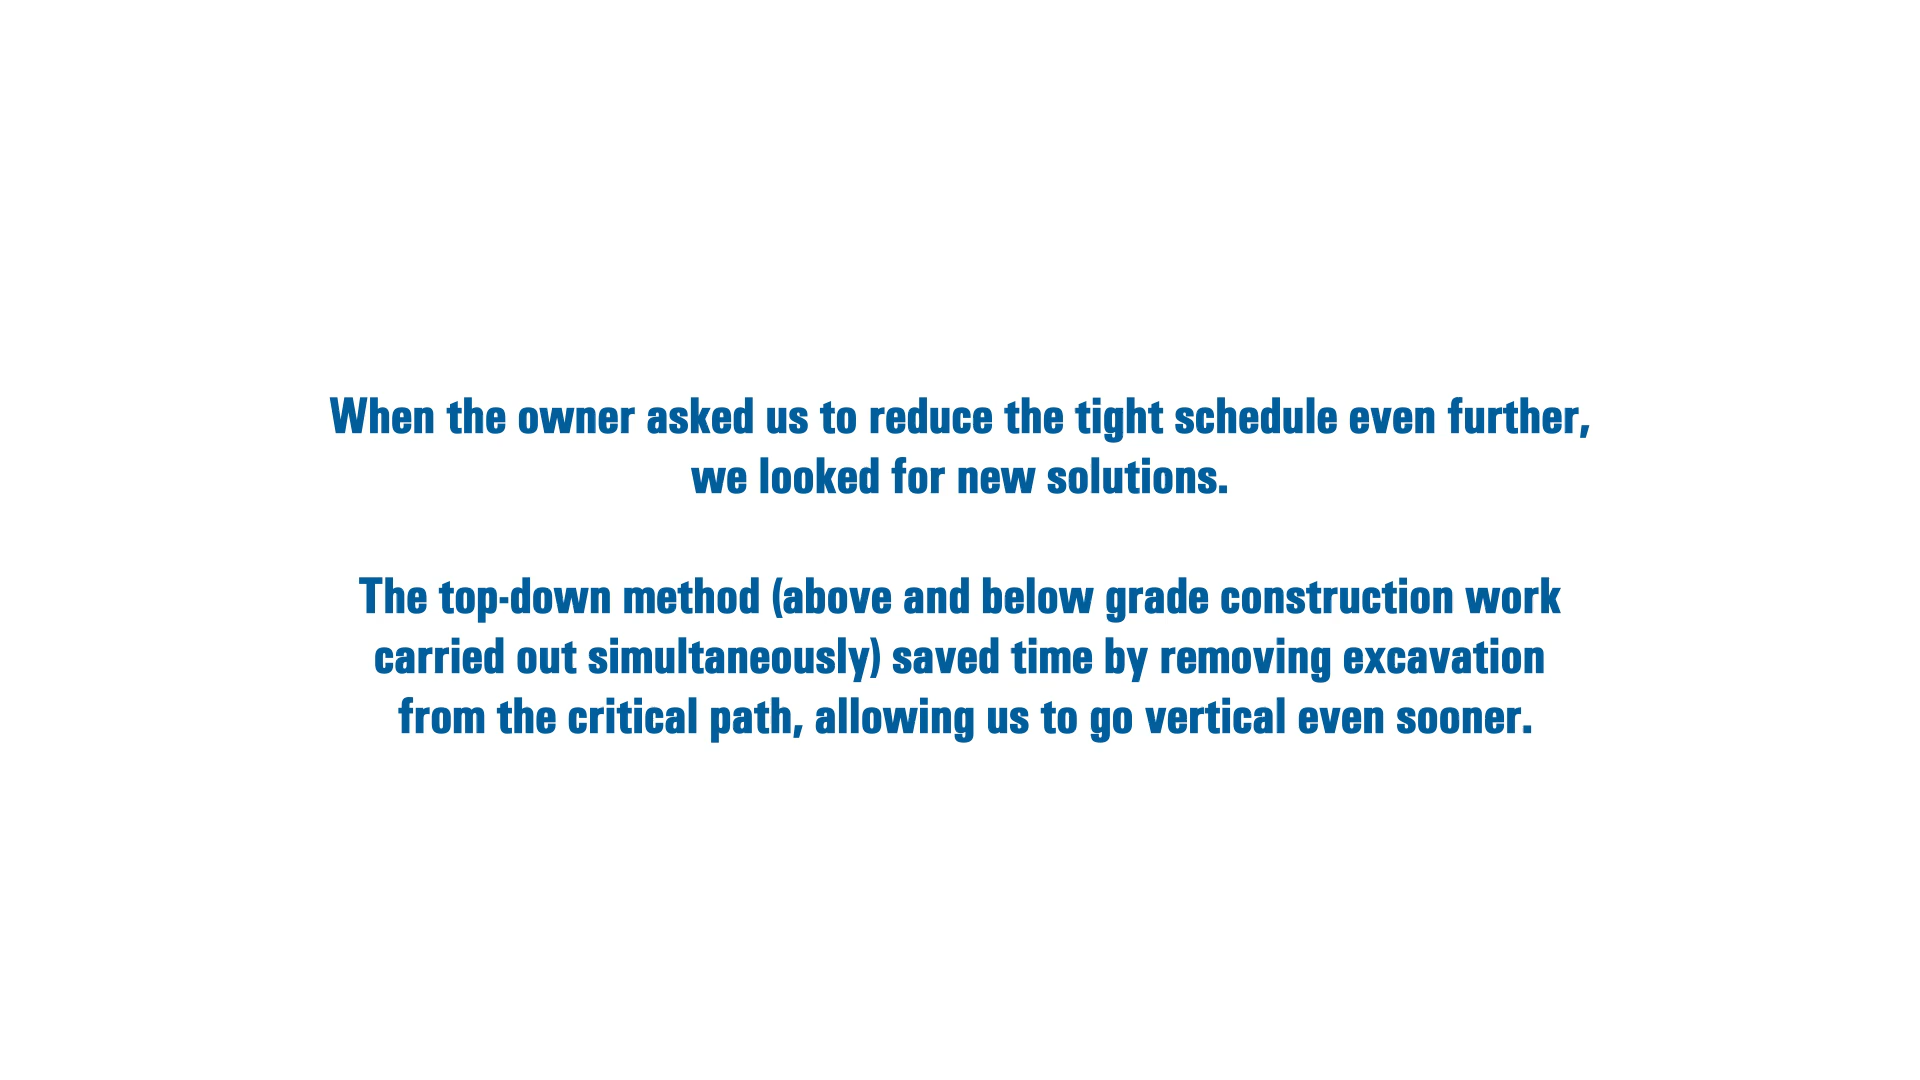 When the owner asked us to reduce the tight schedule even further,
we looked for new solutions.
The top-down method (above and below grade construction work
carried out simultaneously) saved time by removing excavation
from the critical path, allowing us to go vertical even sooner.